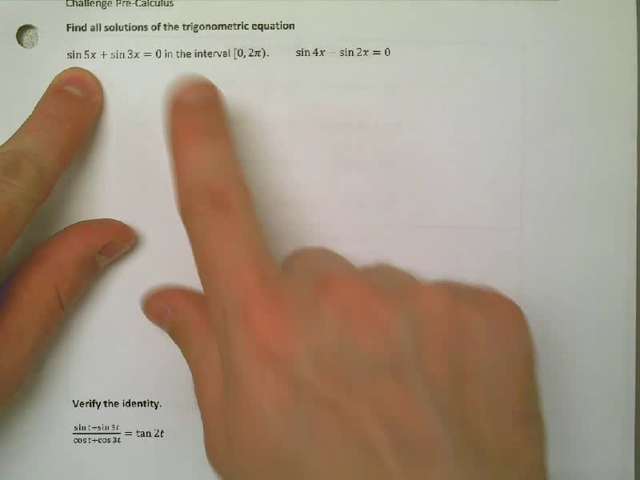 Challenge Pre-Calculus
Find all solutions of the trigonometric equation
sin 5x + sin 3x = 0 in the interval [0, 2π). sin 4x − sin 2x = 0
Verify the identity.
sin t + sin 3t
cos t + cos 3t
= tan 2t